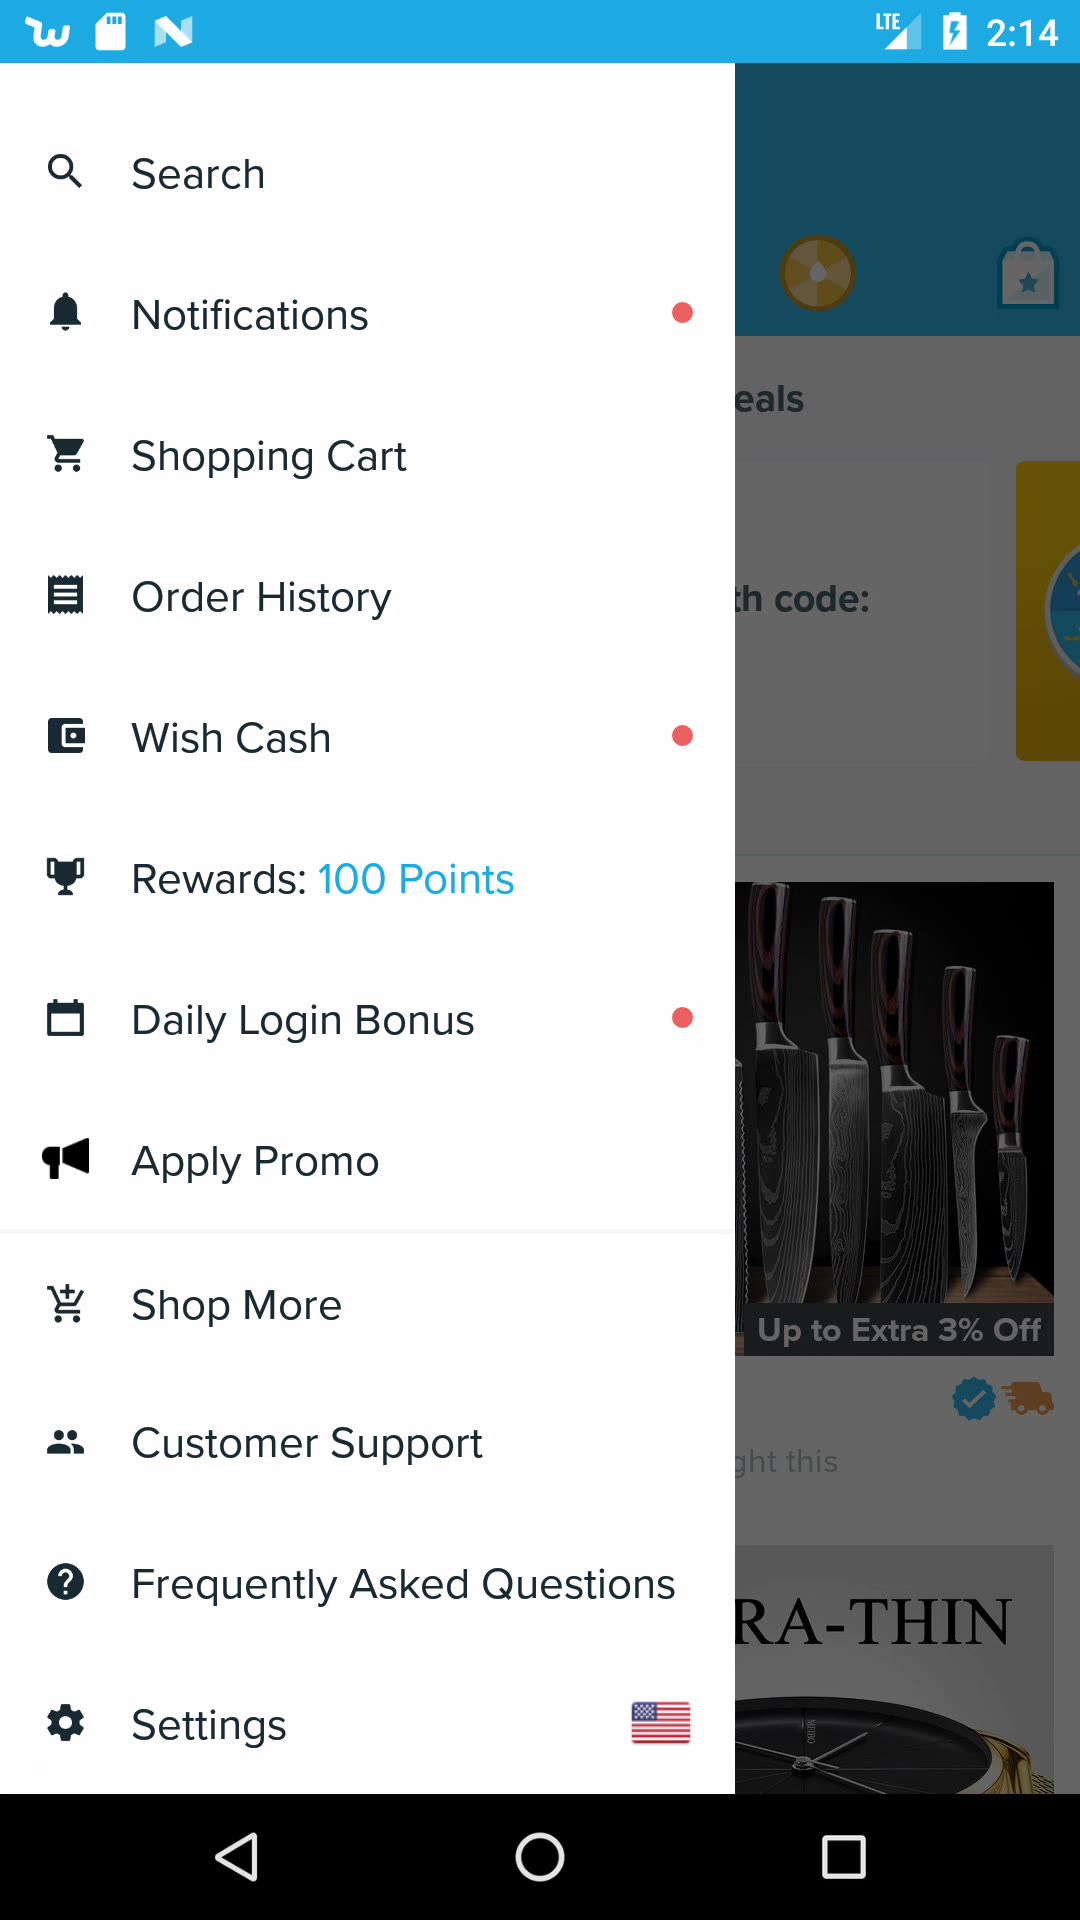 LTE 2:14
Search
Notifications
Shopping Cart
Order History
Wish Cash
Rewards: 100 Points
Daily Login Bonus
Apply Promo
Shop More
Customer Support
Frequently Asked Questions
Settings
eals
th code:
Up to Extra 3% Off
ght this
RA-THIN